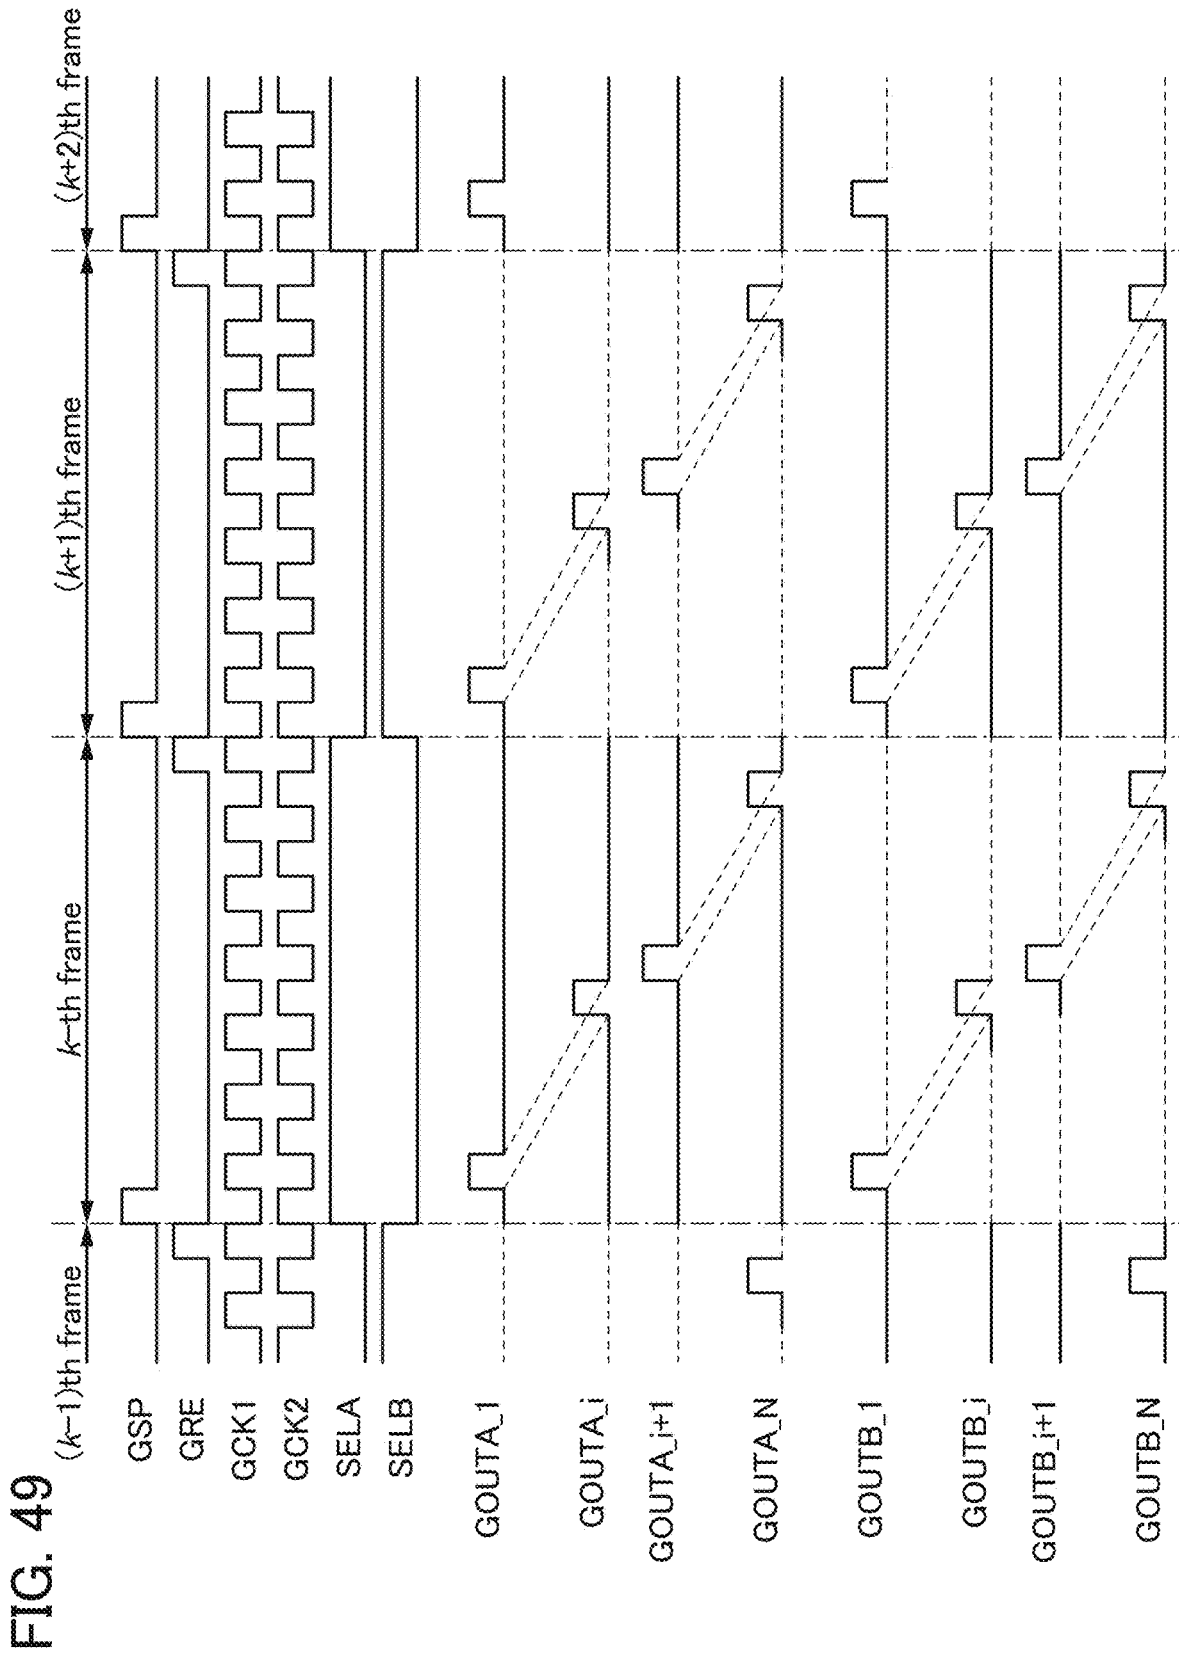 FIG. 49
(k-1)th frame
k-th frame
(k+1)th frame
(k+2)th frame
GSP
GRE
GCK1
GCK2
SELA
SELB
GOUTA_1
GOUTA_i
GOUTA_i+1
GOUTA_N
GOUTB_1
GOUTB_i
GOUTB_i+1
GOUTB_N